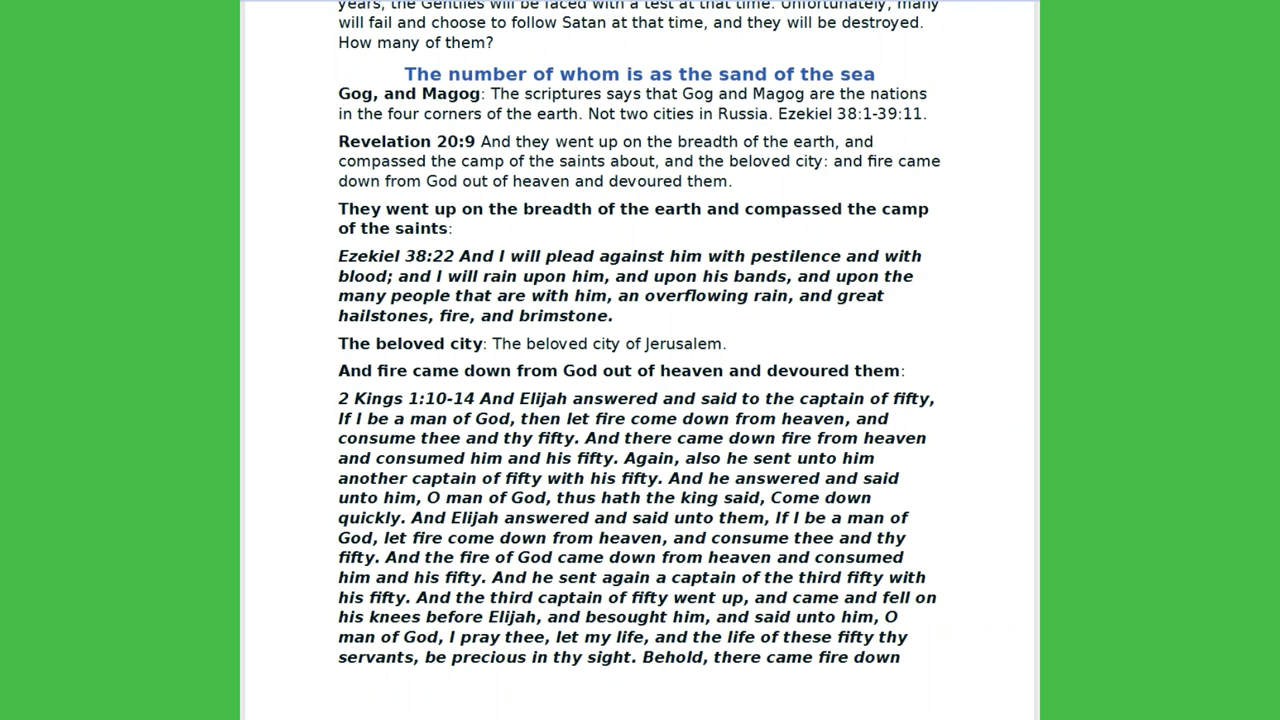 years, the Gentiles will be faced with a test at that time. Unfortunately, many
will fail and choose to follow Satan at that time, and they will be destroyed.
How many of them?
The number of whom is as the sand of the sea
Gog, and Magog: The scriptures says that Gog and Magog are the nations
in the four corners of the earth. Not two cities in Russia. Ezekiel 38:1-39:11.
Revelation 20:9 And they went up on the breadth of the earth, and
compassed the camp of the saints about, and the beloved city: and fire came
down from God out of heaven and devoured them.
They went up on the breadth of the earth and compassed the camp
of the saints:
Ezekiel 38:22 And I will plead against him with pestilence and with
blood; and I will rain upon him, and upon his bands, and upon the
many people that are with him, an overflowing rain, and great
hailstones, fire, and brimstone.
The beloved city: The beloved city of Jerusalem.
And fire came down from God out of heaven and devoured them:
2 Kings 1:10-14 And Elijah answered and said to the captain of fifty,
If I be a man of God, then let fire come down from heaven, and
consume thee and thy fifty. And there came down fire from heaven
and consumed him and his fifty. Again, also he sent unto him
another captain of fifty with his fifty. And he answered and said
unto him, O man of God, thus hath the king said, Come down
quickly. And Elijah answered and said unto them, If I be a man of
God, let fire come down from heaven, and consume thee and thy
fifty. And the fire of God came down from heaven and consumed
him and his fifty. And he sent again a captain of the third fifty with
his fifty. And the third captain of fifty went up, and came and fell on
his knees before Elijah, and besought him, and said unto him, O
man of God, I pray thee, let my life, and the life of these fifty thy
servants, be precious in thy sight. Behold, there came fire down